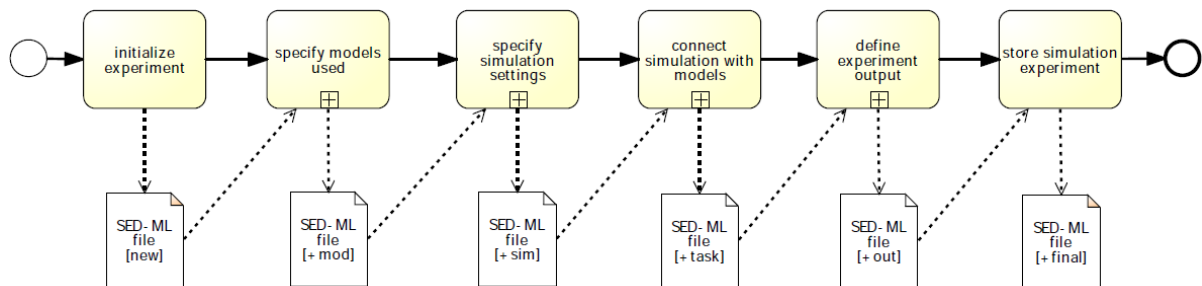 initialize
experiment
specify models
used
specify
simulation
settings
connect
simulation with
models
define
experiment
output
store simulation
experiment
SED- ML
file
[new]
SED- ML
file
[+ mod]
SED- ML
file
[+ sim]
SED- ML
file
[+ task]
SED- ML
file
[+ out]
SED- ML
file
[+ final]